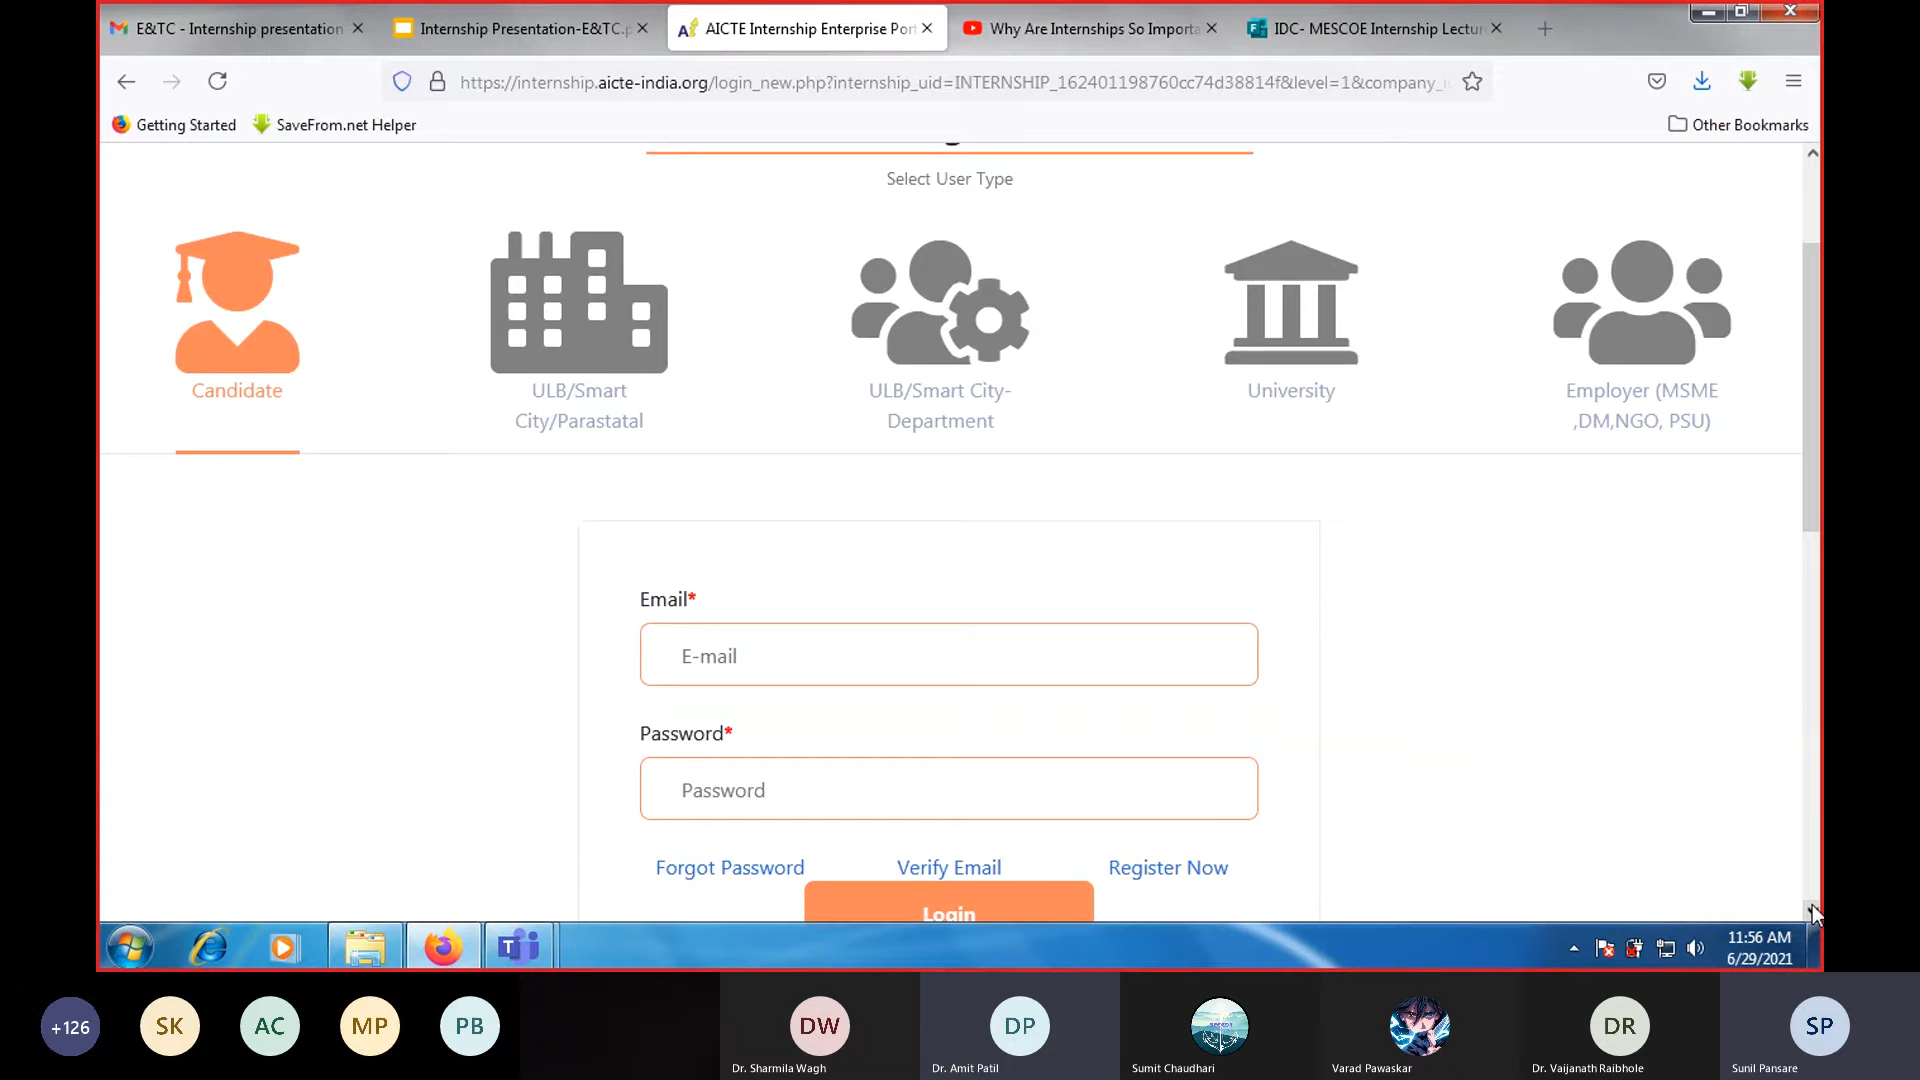 E&TC - Internship presentation
Internship Presentation-E&TC.p
AICTE Internship Enterprise Port
Why Are Internships So Importa
IDC- MESCOE Internship Lectur
https://internship.aicte-india.org/login_new.php?internship_uid=INTERNSHIP_162401198760cc74d38814f&level=1&company_i
Getting Started
SaveFrom.net Helper
Other Bookmarks
Select User Type
Candidate
ULB/Smart
City/Parastatal
ULB/Smart City-
Department
University
Employer (MSME
,DM,NGO, PSU)
Email*
E-mail
Password*
Password
Forgot Password
Verify Email
Register Now
Login
11:56 AM
6/29/2021
+126
SK
AC
MP
PB
DW
DP
DR
SP
Dr. Sharmila Wagh
Dr. Amit Patil
Sumit Chaudhari
Varad Pawaskar
Dr. Vaijanath Raibhole
Sunil Pansare